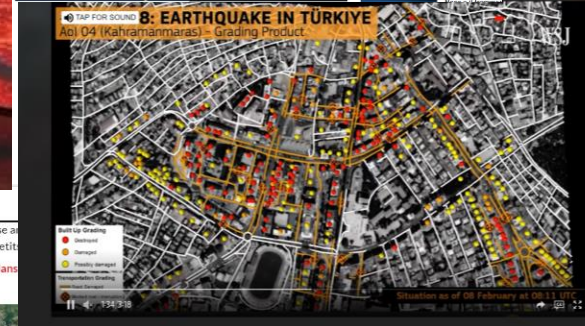 TAP FOR SOUND
8: EARTHQUAKE IN TÜRKIYE
AoI 04 (Kahramanmaras) - Grading Product
WSJ
Built Up Grading
Destroyed
Damaged
Possibly damaged
Transportation Grading
Road Damaged
Situation as of 08 February at 08:11 UTC
1:34/3:18